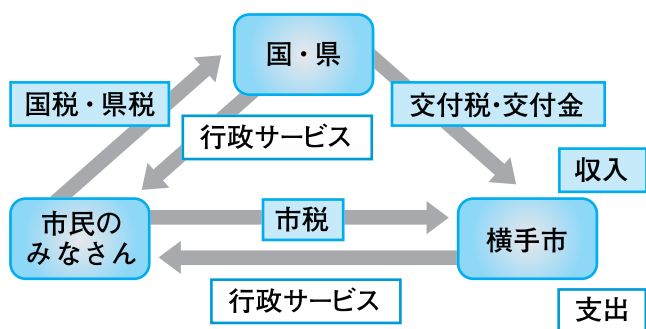 国・県
国税・県税
交付税・交付金
行政サービス
収入
市民の
みなさん
市税
横手市
行政サービス
支出